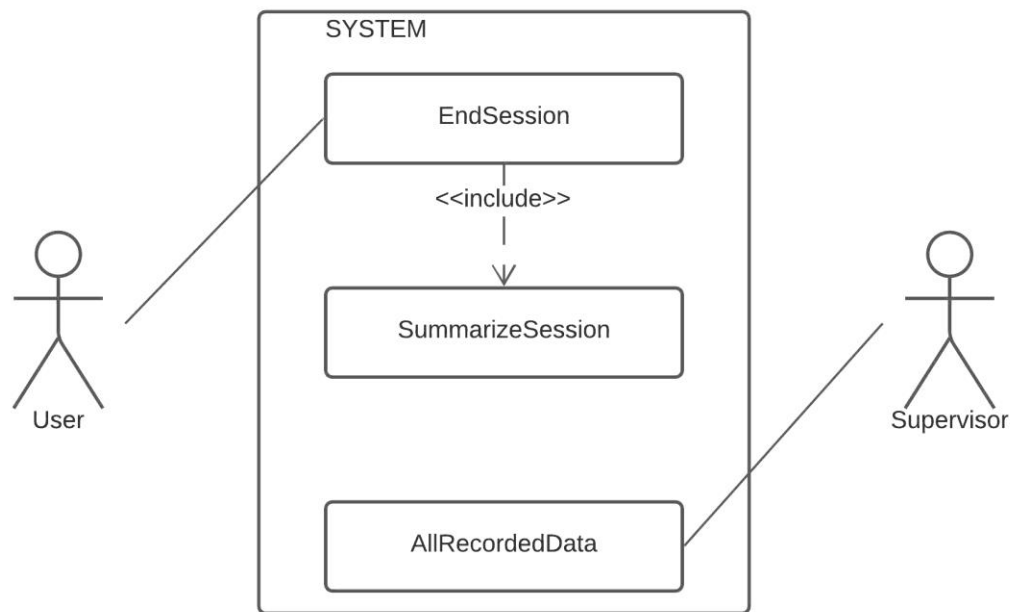 SYSTEM
EndSession
<<include>>
SummarizeSession
User
Supervisor
AllRecordedData